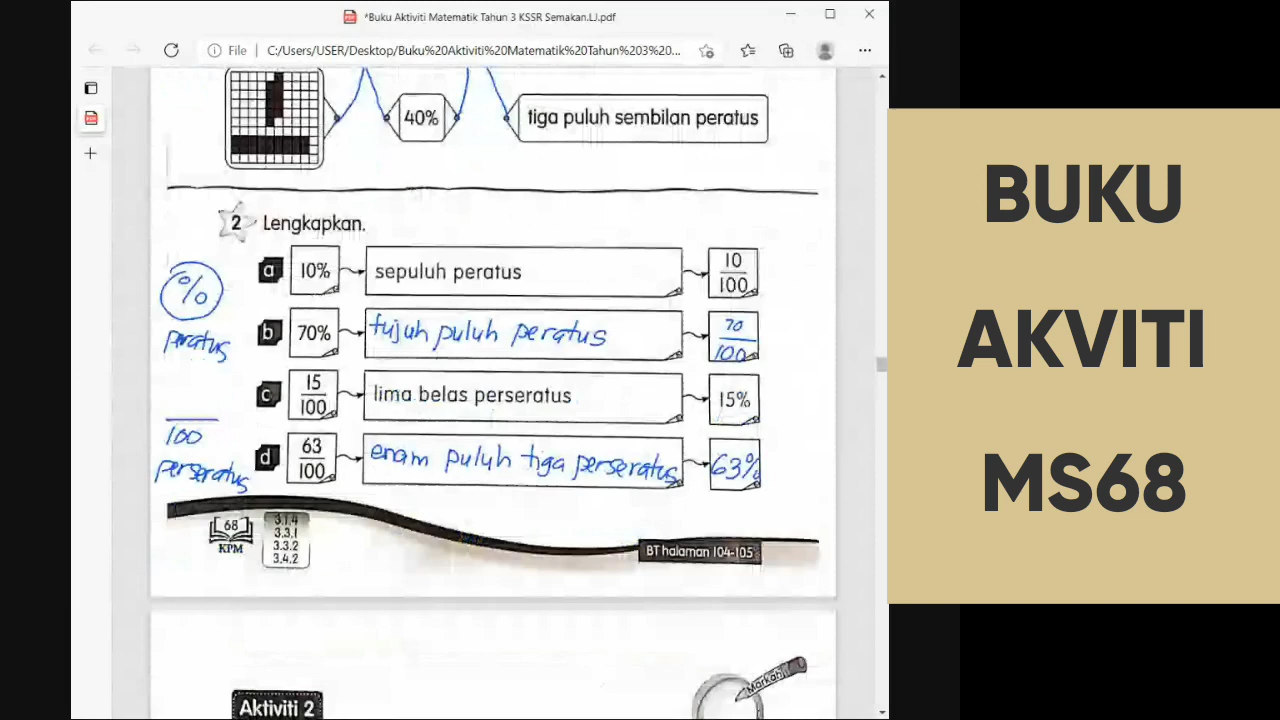 *Buku Aktiviti Matematik Tahun 3 KSSR Semakan.LJ.pdf
File | C:/Users/USER/Desktop/Buku%20Aktiviti%20Matematik%20Tahun%203%20...
40%
tiga puluh sembilan peratus
2 Lengkapkan.
a 10% sepuluh peratus 10/100
%
peratus
b 70% tujuh puluh peratus 70/100
c 15/100 lima belas perseratus 15%
100
perseratus
d 63/100 enam puluh tiga perseratus 63%
68
KPM
3.1.4
3.3.1
3.3.2
3.4.2
BT halaman 104-105
Aktiviti 2
Markah
BUKU
AKVITI
MS68